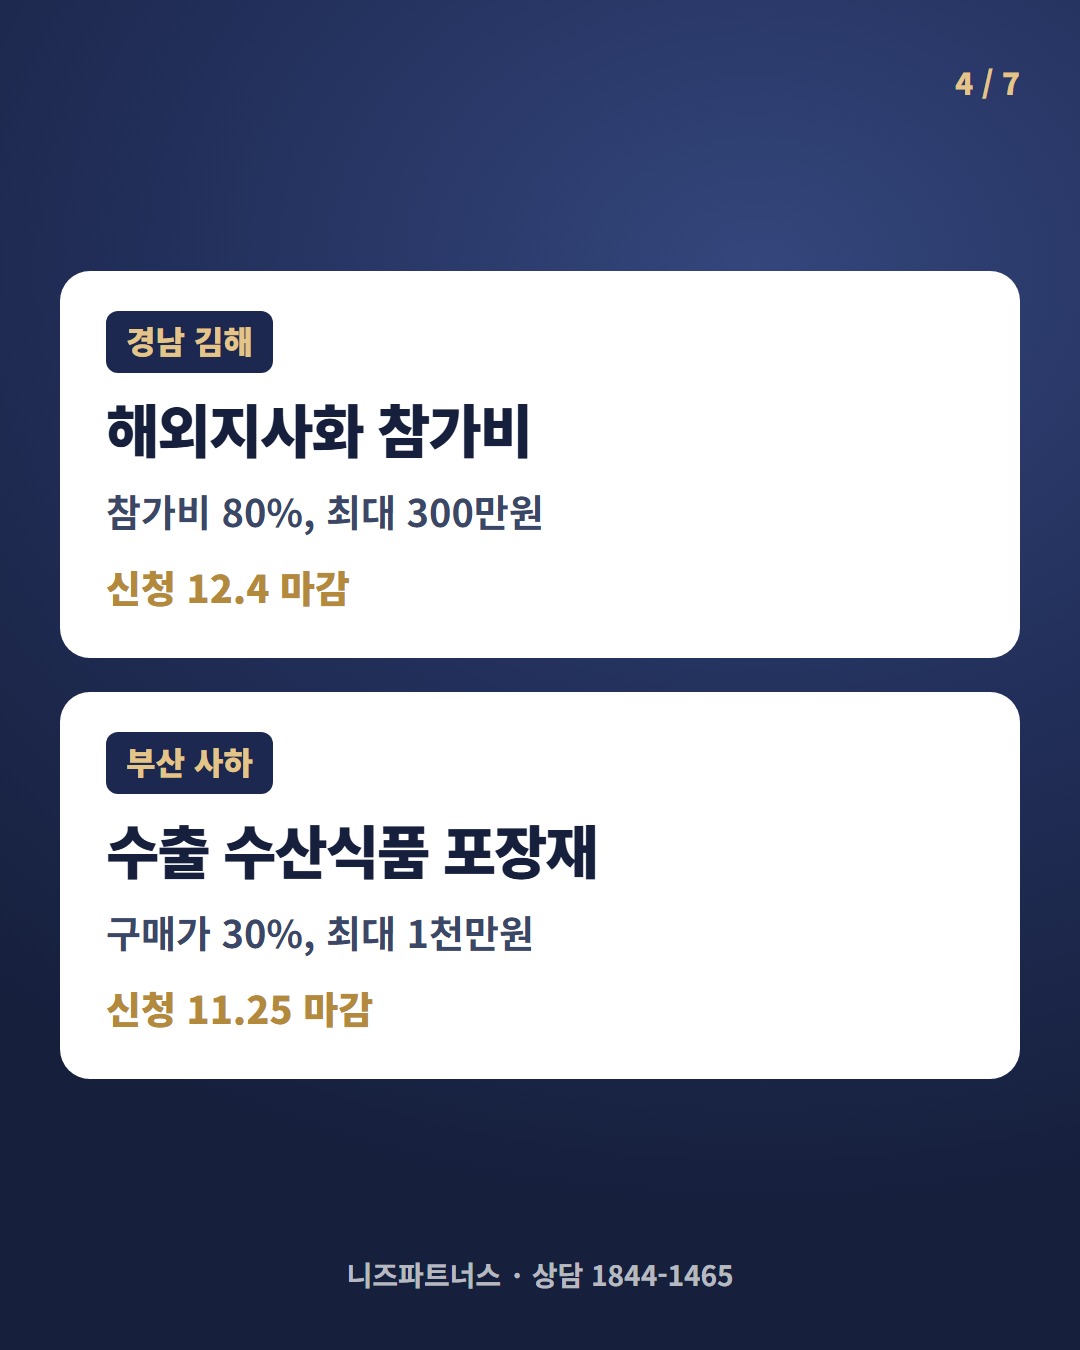 4 / 7
경남 김해
해외지사화 참가비
참가비 80%, 최대 300만원
신청 12.4 마감
부산 사하
수출 수산식품 포장재
구매가 30%, 최대 1천만원
신청 11.25 마감
니즈파트너스 · 상담 1844-1465